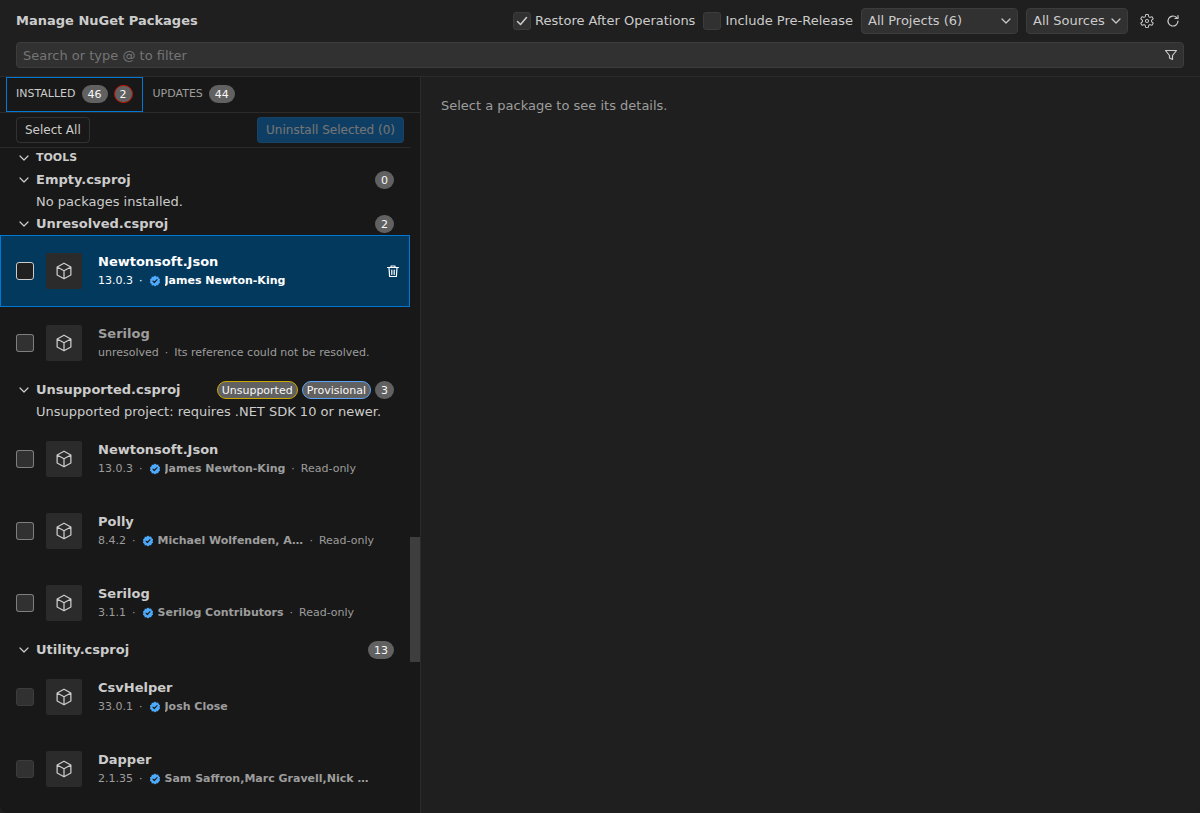 Manage NuGet Packages
Restore After Operations
Include Pre-Release
All Projects (6)
All Sources
Search or type @ to filter
INSTALLED 46 2
UPDATES 44
Select a package to see its details.
Select All
Uninstall Selected (0)
TOOLS
Empty.csproj 0
No packages installed.
Unresolved.csproj 2
Newtonsoft.Json
13.0.3 · James Newton-King
Serilog
unresolved · Its reference could not be resolved.
Unsupported.csproj Unsupported Provisional 3
Unsupported project: requires .NET SDK 10 or newer.
Newtonsoft.Json
13.0.3 · James Newton-King · Read-only
Polly
8.4.2 · Michael Wolfenden, A... · Read-only
Serilog
3.1.1 · Serilog Contributors · Read-only
Utility.csproj 13
CsvHelper
33.0.1 · Josh Close
Dapper
2.1.35 · Sam Saffron,Marc Gravell,Nick ...